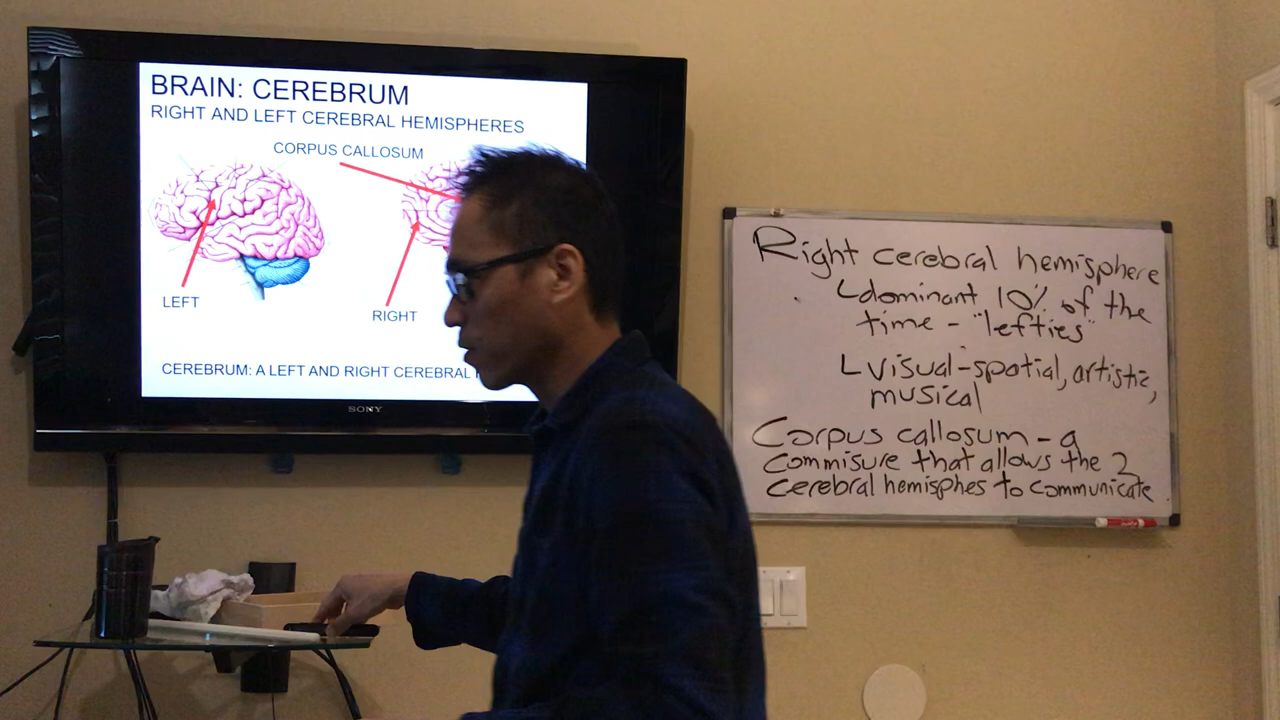 BRAIN: CEREBRUM
RIGHT AND LEFT CEREBRAL HEMISPHERES
CORPUS CALLOSUM
LEFT
RIGHT
CEREBRUM: A LEFT AND RIGHT CEREBRAL
SONY
Right cerebral hemisphere
dominant 10% of the
time - "lefties"
visual-spatial, artistic,
musical
Corpus callosum - a
commisure that allows the 2
cerebral hemisphes to communicate